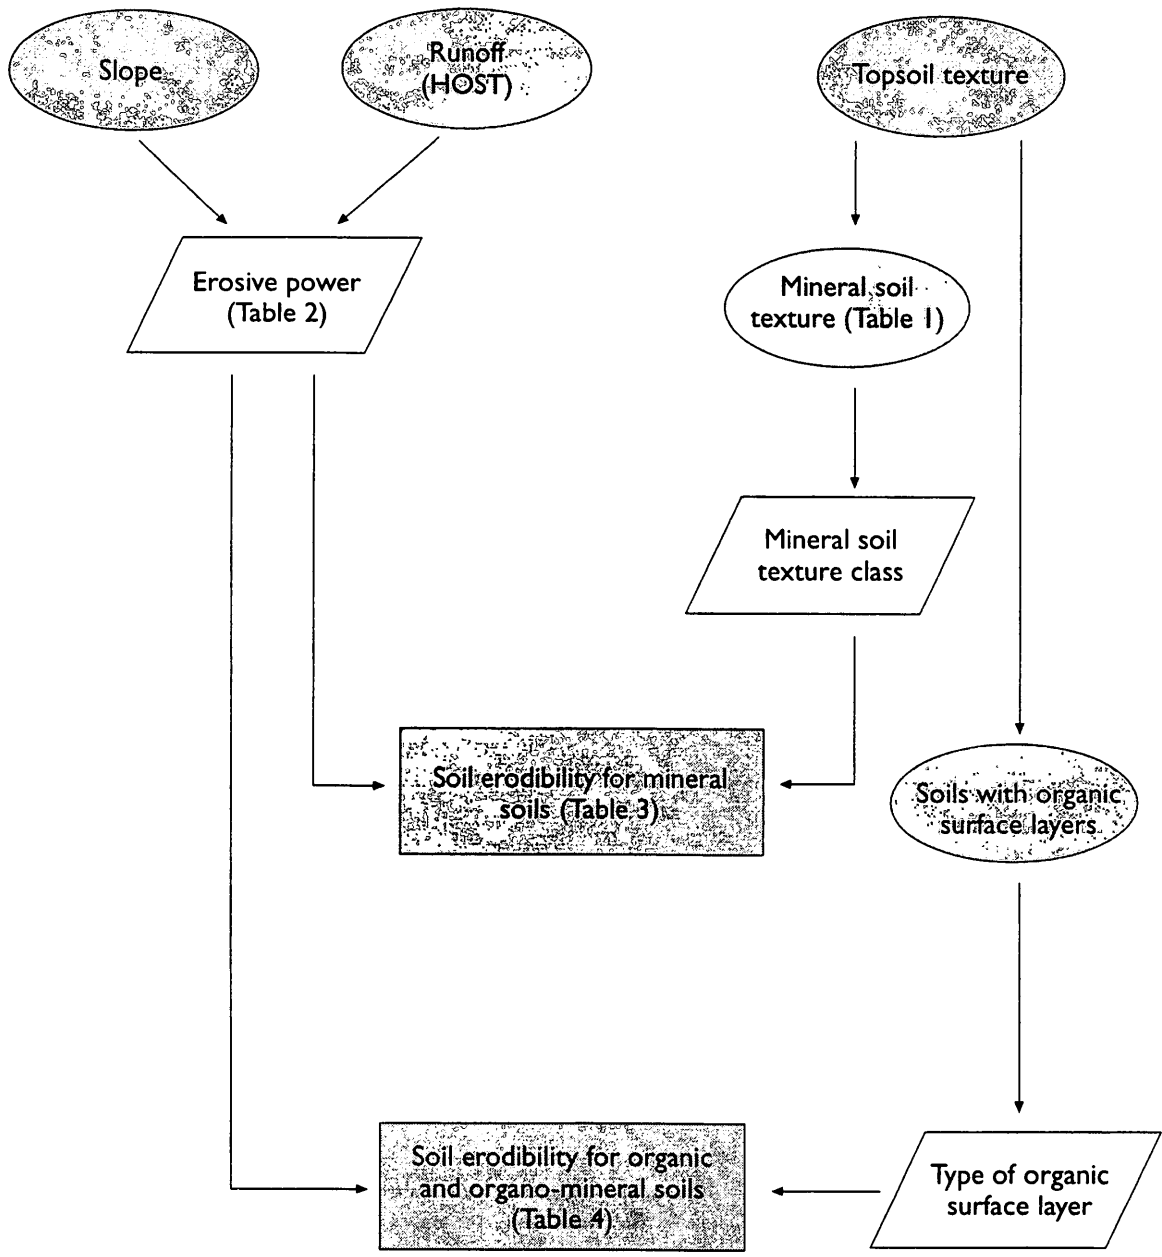 Slope
Runoff
(HOST)
Topsoil texture
Erosive power
(Table 2)
Mineral soil
texture (Table 1)
Mineral soil
texture class
Soil erodibility for mineral
soils (Table 3)
Soils with organic
surface layers
Soil erodibility for organic
and organo-mineral soils
(Table 4)
Type of organic
surface layer